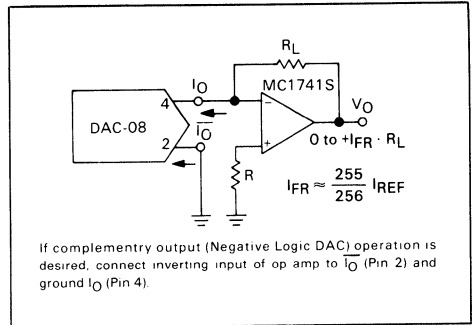 RL
IO
MC1741S
4
−
VO
DAC-08
IO
2
+
0 to +IFR · RL
R
IFR ≈ 255/256 IREF
If complementry output (Negative Logic DAC) operation is
desired, connect inverting input of op amp to IO (Pin 2) and
ground IO (Pin 4).